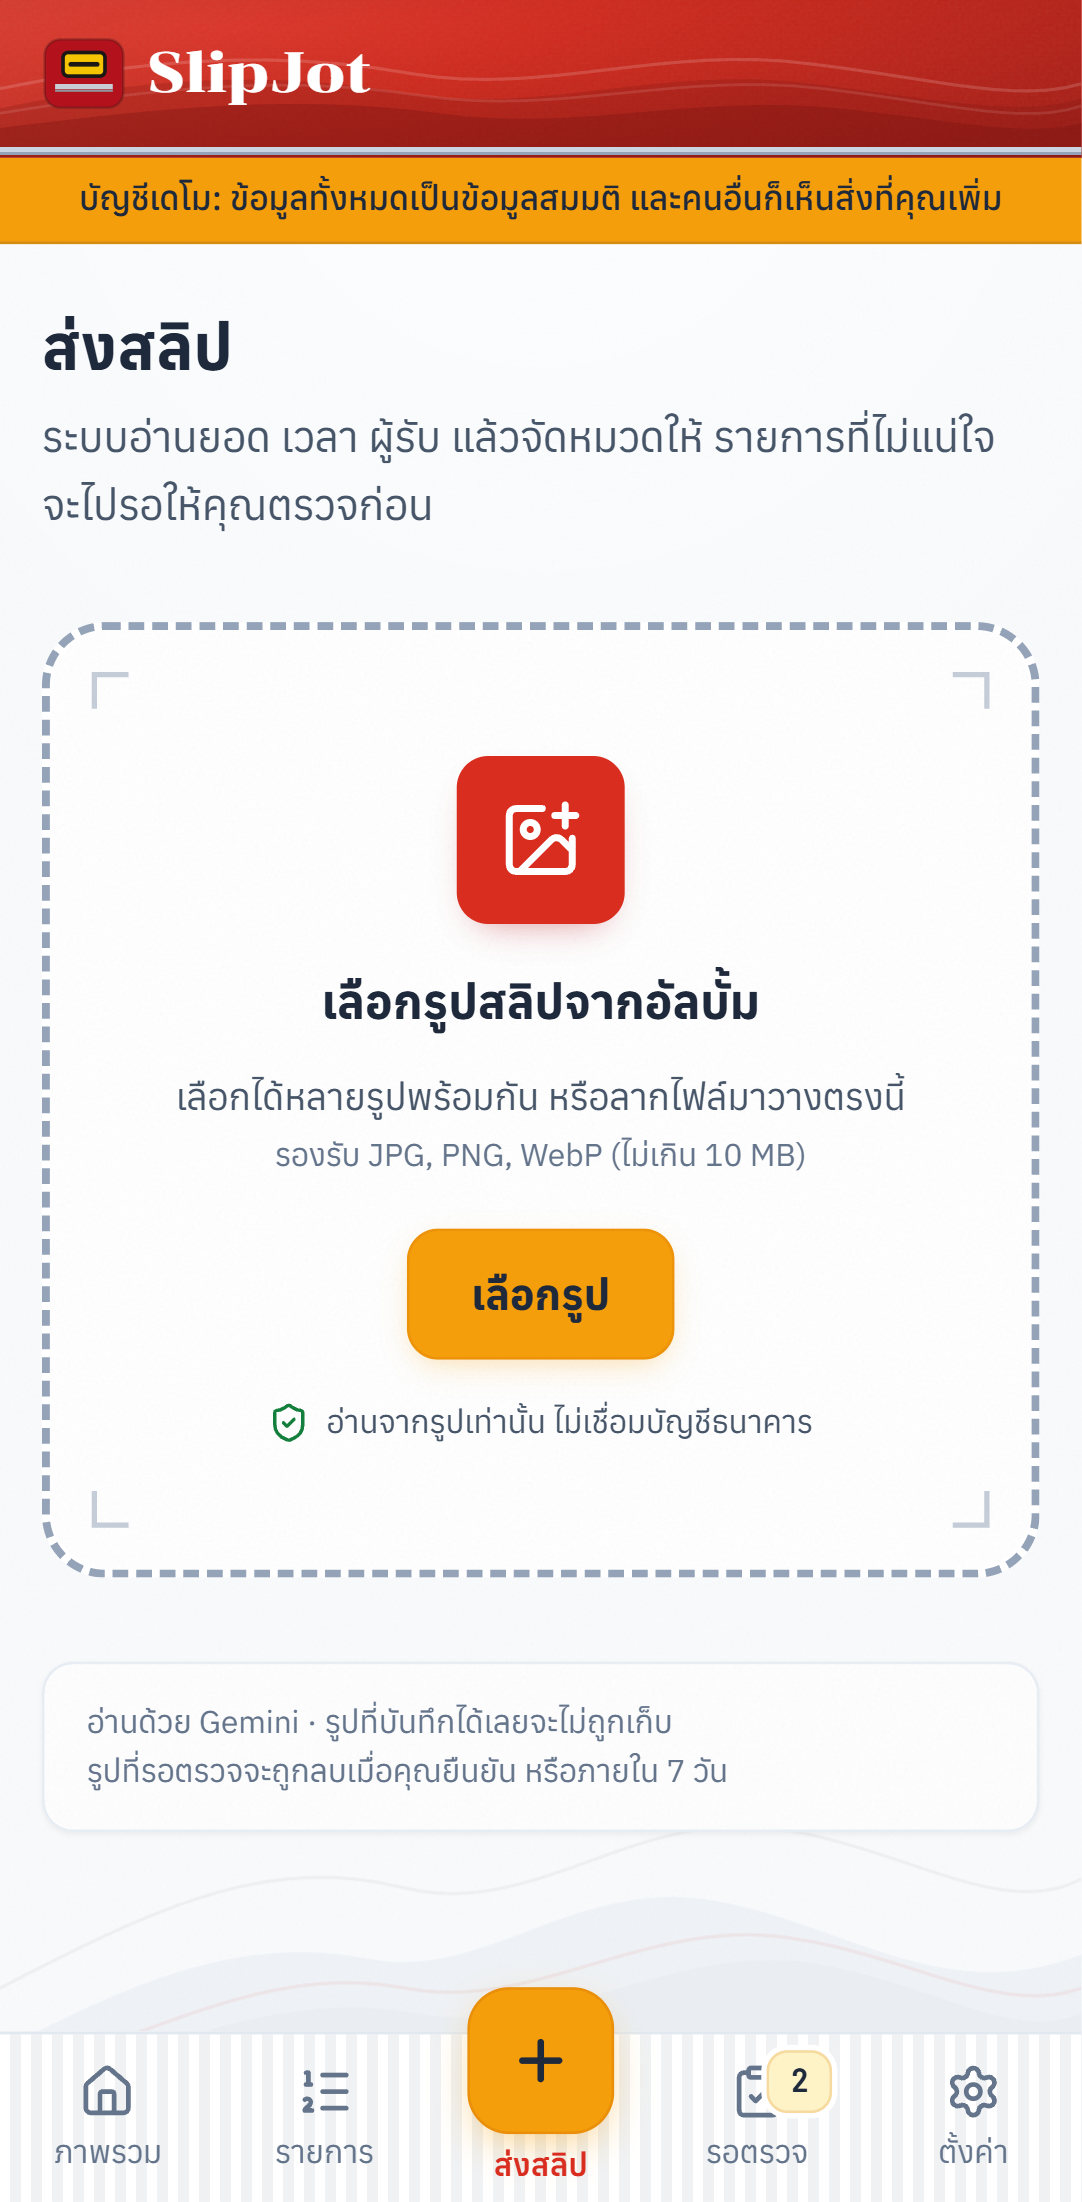 SlipJot
บัญชีเดโม: ข้อมูลทั้งหมดเป็นข้อมูลสมมติ และคนอื่นก็เห็นสิ่งที่คุณเพิ่ม
ส่งสลิป
ระบบอ่านยอด เวลา ผู้รับ แล้วจัดหมวดให้ รายการที่ไม่แน่ใจ
จะไปรอให้คุณตรวจก่อน
เลือกรูปสลิปจากอัลบั้ม
เลือกได้หลายรูปพร้อมกัน หรือลากไฟล์มาวางตรงนี้
รองรับ JPG, PNG, WebP (ไม่เกิน 10 MB)
เลือกรูป
อ่านจากรูปเท่านั้น ไม่เชื่อมบัญชีธนาคาร
อ่านด้วย Gemini · รูปที่บันทึกได้เลยจะไม่ถูกเก็บ
รูปที่รอตรวจจะถูกลบเมื่อคุณยืนยัน หรือภายใน 7 วัน
2
ภาพรวม
รายการ
ส่งสลิป
รอตรวจ
ตั้งค่า